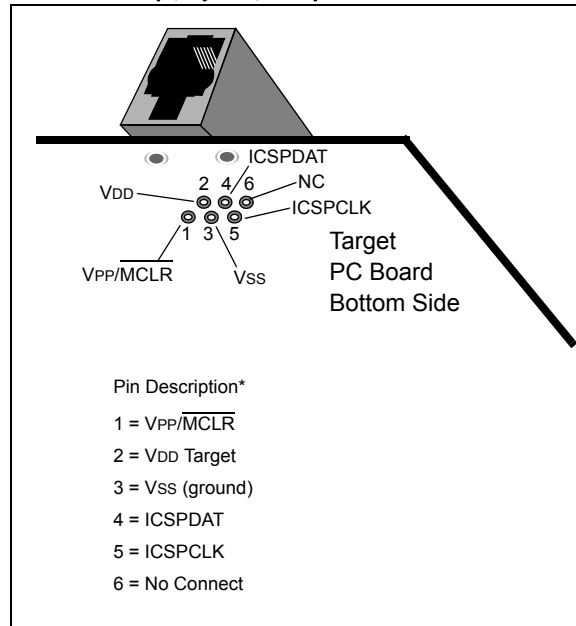 ICSPDAT
VDD
2 4 6
NC
ICSPCLK
1 3 5
VPP/MCLR
VSS
Target
PC Board
Bottom Side
Pin Description*
1 = VPP/MCLR
2 = VDD Target
3 = VSS (ground)
4 = ICSPDAT
5 = ICSPCLK
6 = No Connect